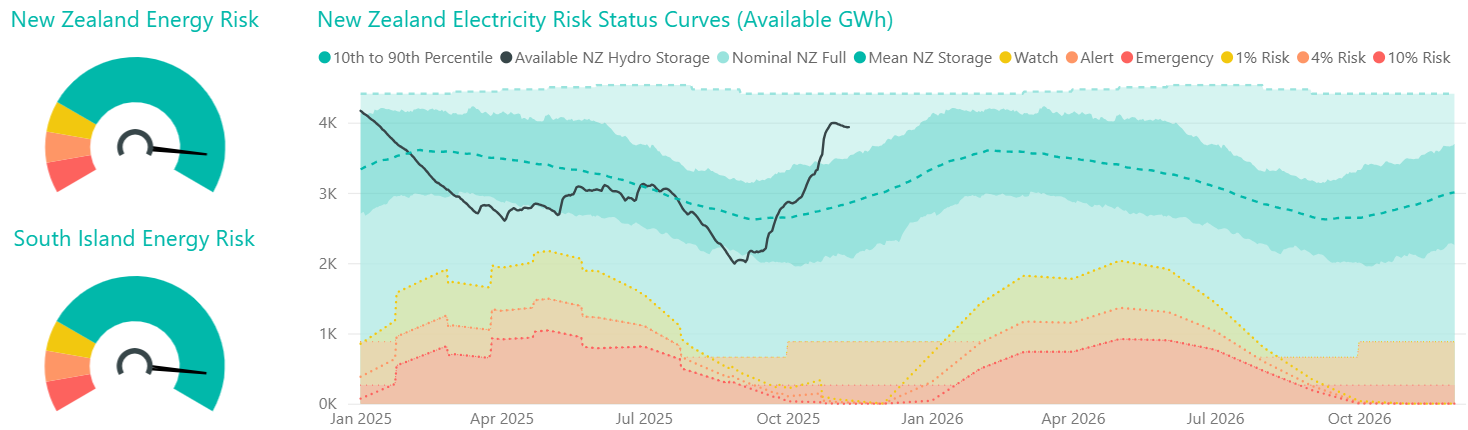 New Zealand Energy Risk
South Island Energy Risk
New Zealand Electricity Risk Status Curves (Available GWh)
10th to 90th Percentile Available NZ Hydro Storage Nominal NZ Full Mean NZ Storage Watch Alert Emergency 1% Risk 4% Risk 10% Risk
4K
3K
2K
1K
0K
Jan 2025 Apr 2025 Jul 2025 Oct 2025 Jan 2026 Apr 2026 Jul 2026 Oct 2026